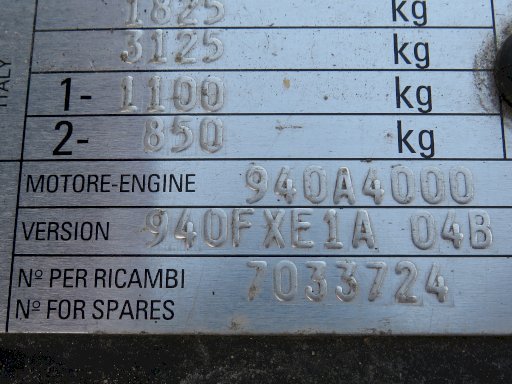 1825 kg
3125 kg
1- 1100 kg
2- 850 kg
MOTORE-ENGINE 940A4000
VERSION 940FXE1A 04B
Nº PER RICAMBI 7033724
Nº FOR SPARES
ITALY